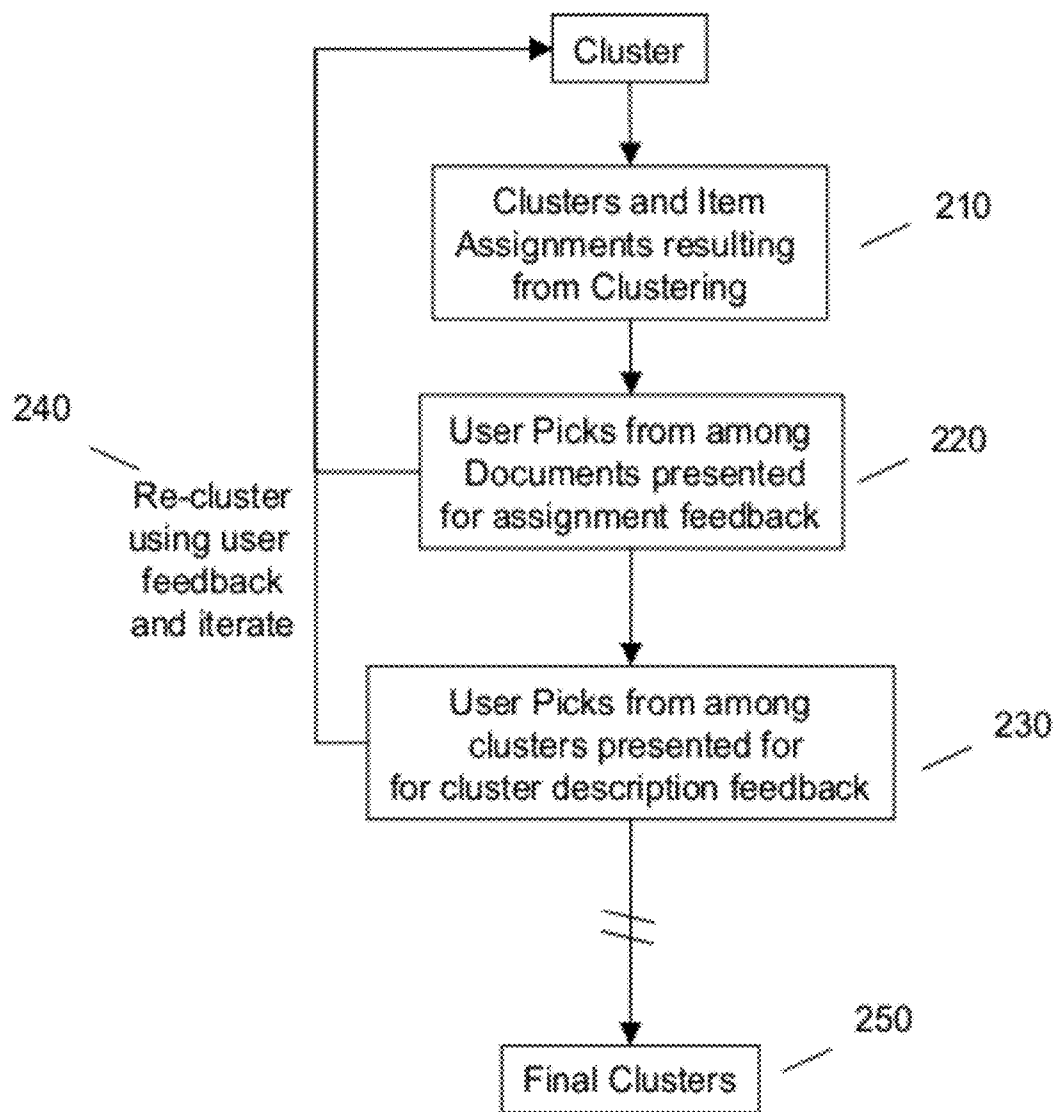 Cluster
Clusters and Item
Assignments resulting
from Clustering
210
User Picks from among
Documents presented
for assignment feedback
220
240
Re-cluster
using user
feedback
and iterate
User Picks from among
clusters presented for
for cluster description feedback
230
250
Final Clusters